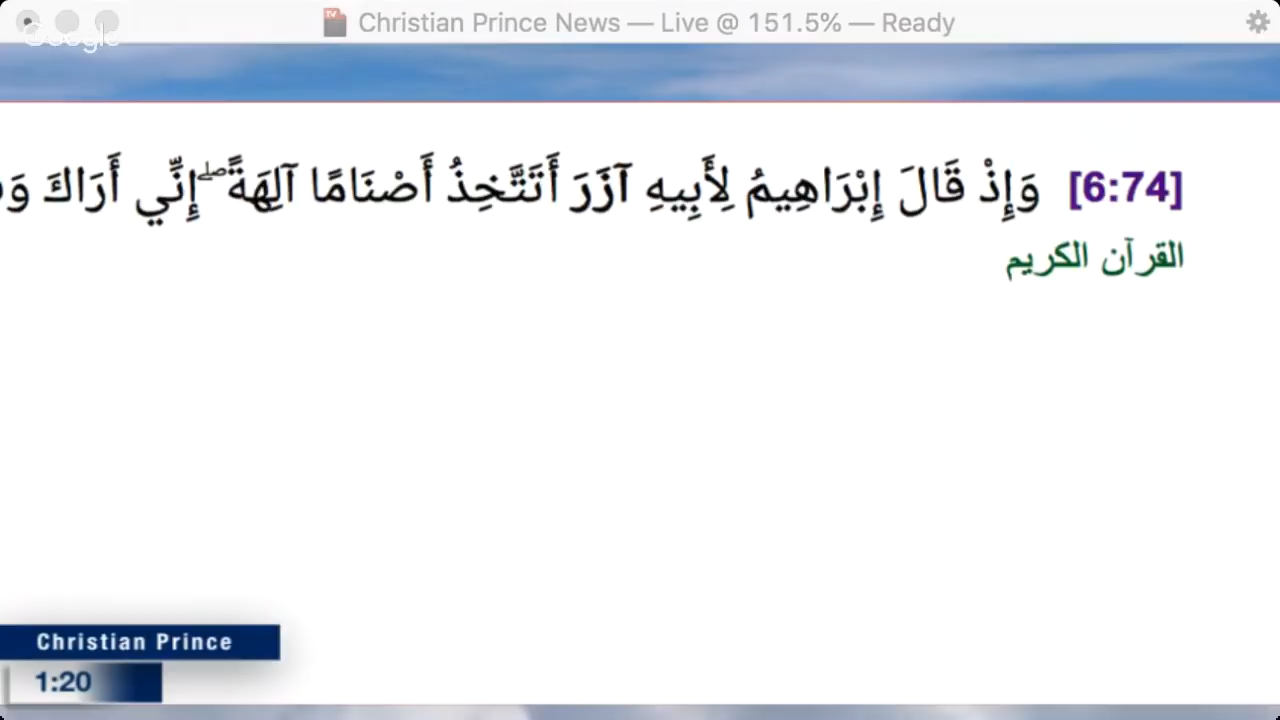 Christian Prince News — Live @ 151.5% — Ready
Google
[6:74] وَإِذْ قَالَ إِبْرَاهِيمُ لِأَبِيهِ آزَرَ أَتَتَّخِذُ أَصْنَامًا آلِهَةً ۖ إِنِّي أَرَاكَ
القرآن الكريم
Christian Prince
1:20